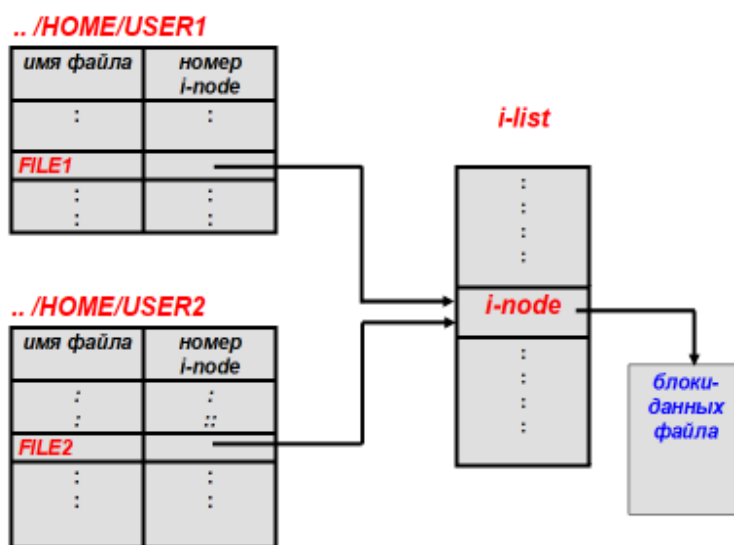 .. /HOME/USER1
имя файла номер
i-node
: :
FILE1
: :
: :
i-list
:
:
:
:
i-node
:
:
:
:
.. /HOME/USER2
имя файла номер
i-node
: :
: ::
FILE2
: :
: :
блоки-
данных
файла